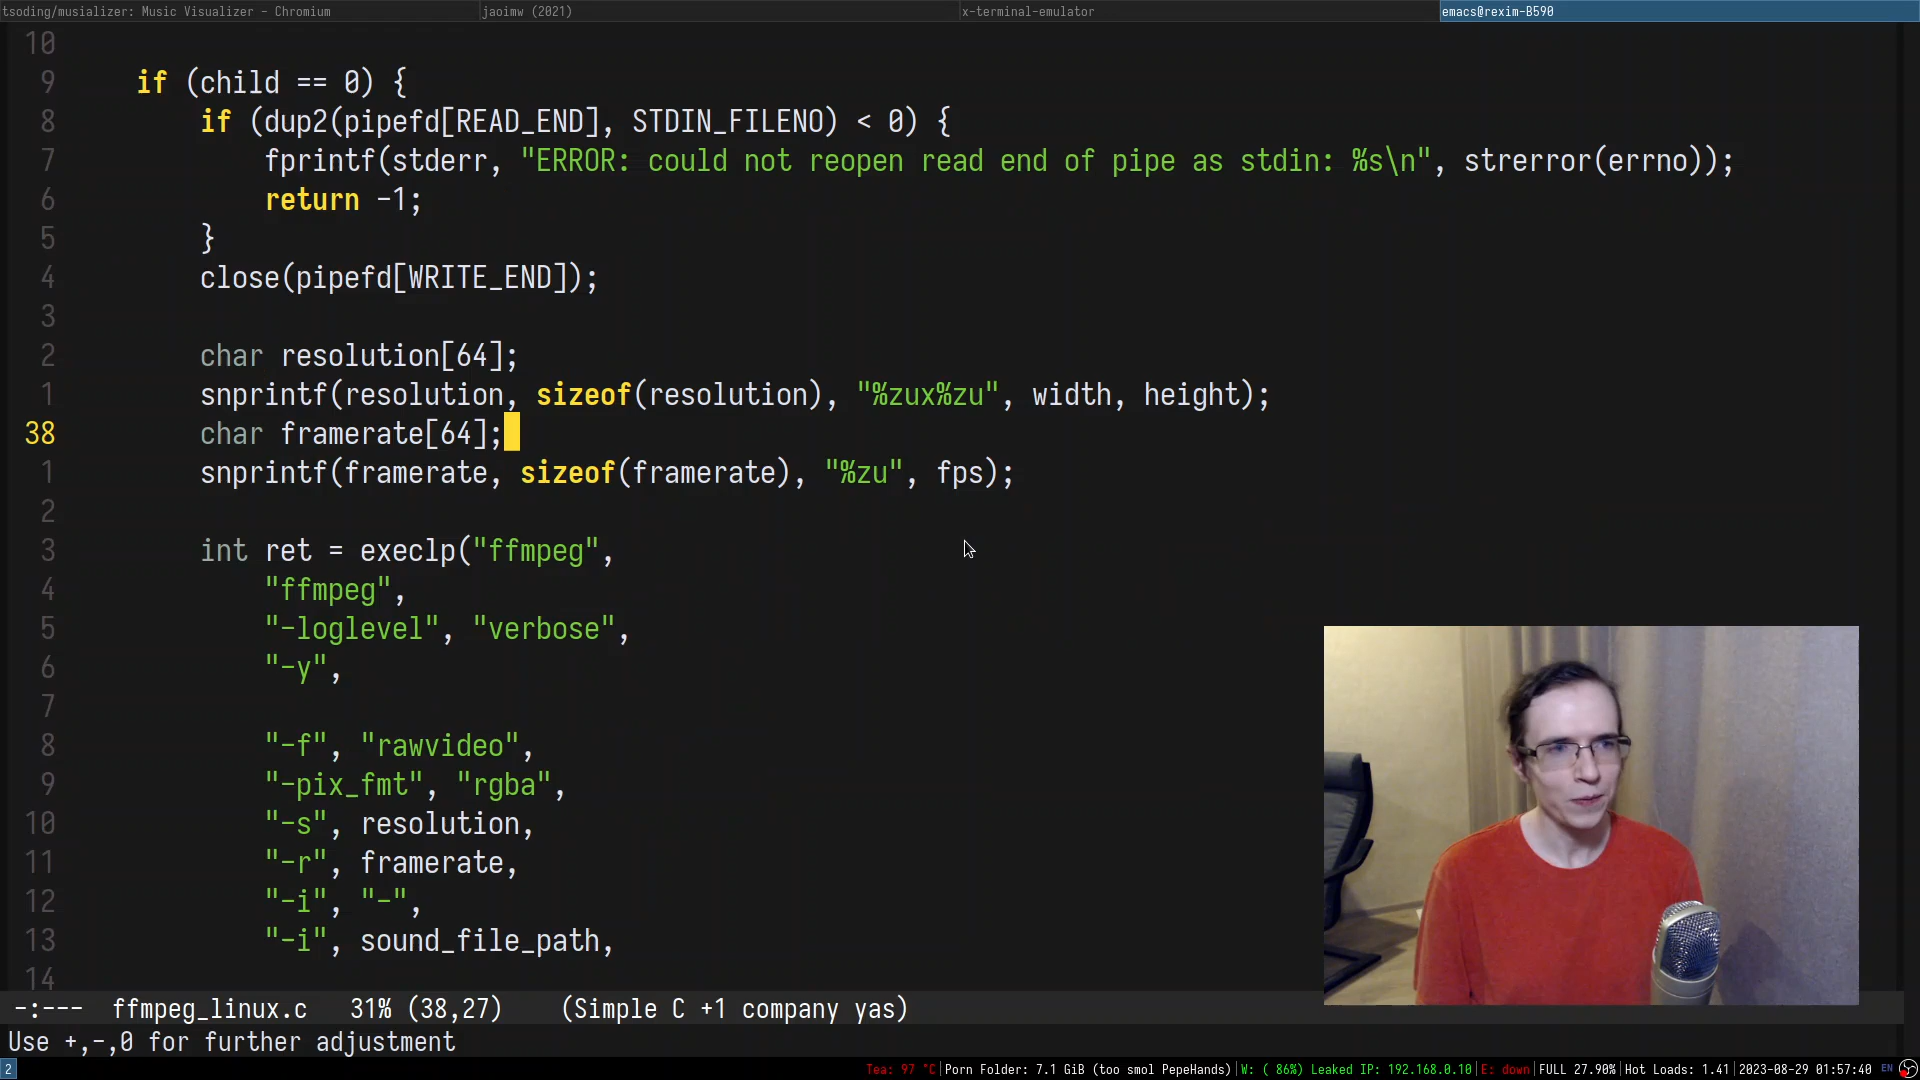 tsoding/musializer: Music Visualizer - Chromium jaoimw (2021) x-terminal-emulator emacs@rexim-B590
10
9 if (child == 0) {
8 if (dup2(pipefd[READ_END], STDIN_FILENO) < 0) {
7 fprintf(stderr, "ERROR: could not reopen read end of pipe as stdin: %s\n", strerror(errno));
6 return -1;
5 }
4 close(pipefd[WRITE_END]);
3
2 char resolution[64];
1 snprintf(resolution, sizeof(resolution), "%zux%zu", width, height);
38 char framerate[64];
1 snprintf(framerate, sizeof(framerate), "%zu", fps);
2
3 int ret = execlp("ffmpeg",
4 "ffmpeg",
5 "-loglevel", "verbose",
6 "-y",
7
8 "-f", "rawvideo",
9 "-pix_fmt", "rgba",
10 "-s", resolution,
11 "-r", framerate,
12 "-i", "-",
13 "-i", sound_file_path,
14
-:--- ffmpeg_linux.c 31% (38,27) (Simple C +1 company yas)
Use +,-,0 for further adjustment
2 Tea: 97 °C|Porn Folder: 7.1 GiB (too smol PepeHands)|W: ( 86%) Leaked IP: 192.168.0.10|E: down|FULL 27.90%|Hot Loads: 1.41|2023-08-29 01:57:40 EN